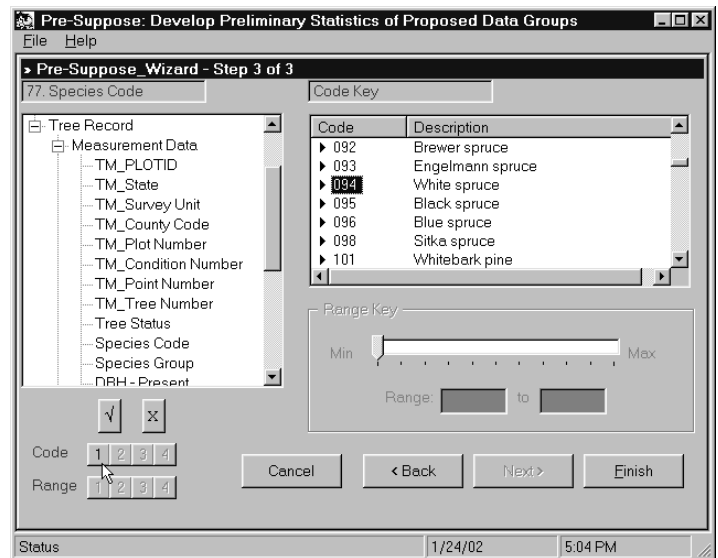 Pre-Suppose: Develop Preliminary Statistics of Proposed Data Groups
File Help
» Pre-Suppose_Wizard - Step 3 of 3
77. Species Code
Code Key
Tree Record
Measurement Data
TM_PLOTID
TM_State
TM_Survey Unit
TM_County Code
TM_Plot Number
TM_Condition Number
TM_Point Number
TM_Tree Number
Tree Status
Species Code
Species Group
DBH - Present
Code Description
092 Brewer spruce
093 Engelmann spruce
094 White spruce
095 Black spruce
096 Blue spruce
098 Sitka spruce
101 Whitebark pine
Range Key
Min Max
Range: to
√ x
Code 1 2 3 4
Range 1 2 3 4
Cancel < Back Next > Finish
Status 1/24/02 5:04 PM